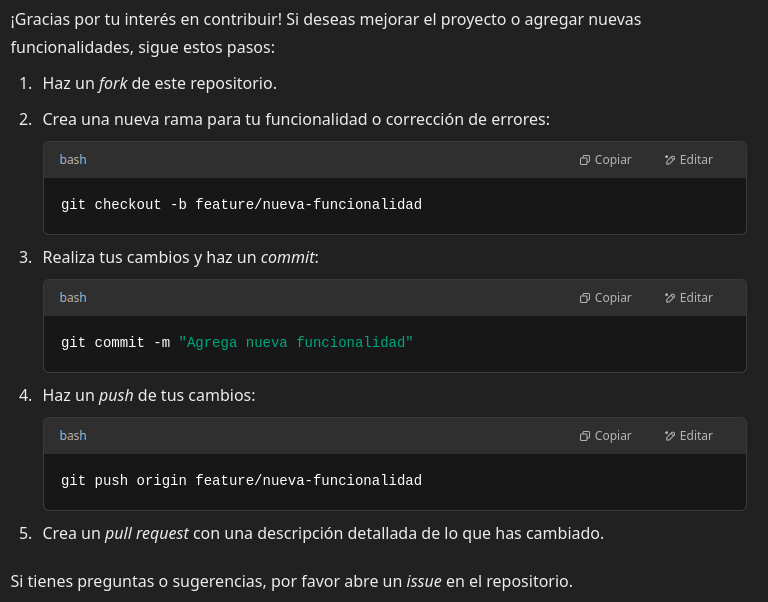 ¡Gracias por tu interés en contribuir! Si deseas mejorar el proyecto o agregar nuevas
funcionalidades, sigue estos pasos:
1. Haz un fork de este repositorio.
2. Crea una nueva rama para tu funcionalidad o corrección de errores:
bash Copiar Editar
git checkout -b feature/nueva-funcionalidad
3. Realiza tus cambios y haz un commit:
bash Copiar Editar
git commit -m "Agrega nueva funcionalidad"
4. Haz un push de tus cambios:
bash Copiar Editar
git push origin feature/nueva-funcionalidad
5. Crea un pull request con una descripción detallada de lo que has cambiado.
Si tienes preguntas o sugerencias, por favor abre un issue en el repositorio.